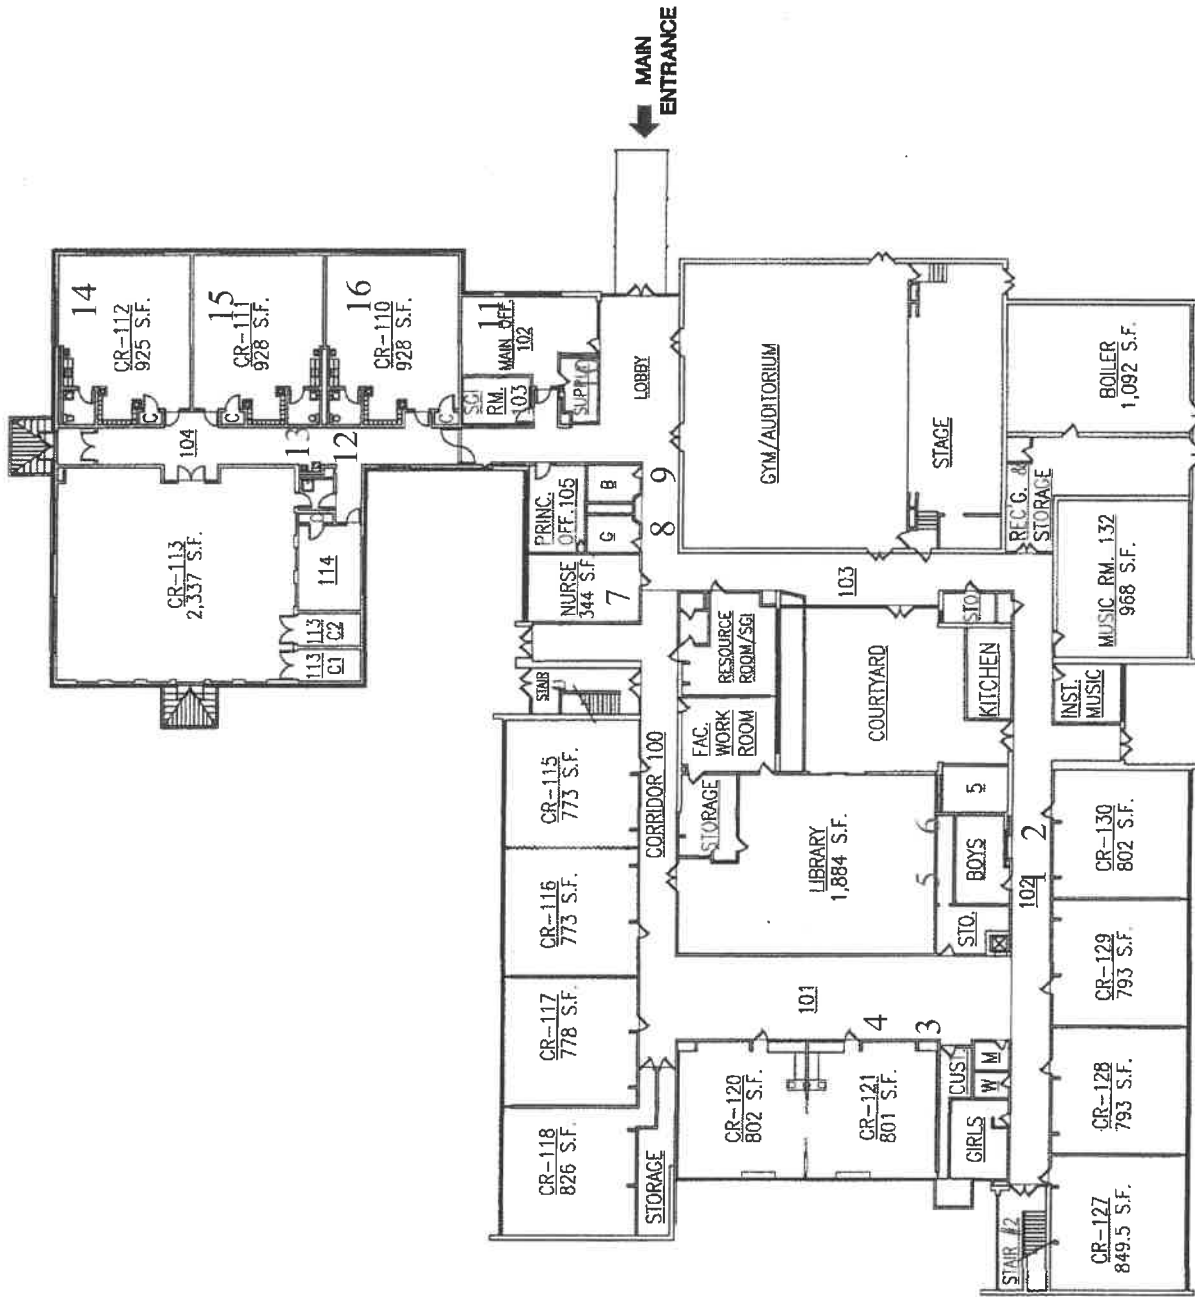 MAIN
ENTRANCE
14
CR-112
925 S.F.
15
CR-111
928 S.F.
16
CR-110
928 S.F.
C
C
C
11
MAIN OFF.
102
SGI
RM.
103
SUPPLY
LOBBY
104
13
12
CR-113
2,337 S.F.
114
113
C2
113
C1
PRINC.
OFF.105
B
G
9
8
NURSE
344 S.F.
7
STAIR
GYM/AUDITORIUM
STAGE
BOILER
1,092 S.F.
REC'G. &
STORAGE
MUSIC RM. 132
968 S.F.
103
STO.
RESOURCE
ROOM/SGI
COURTYARD
KITCHEN
INST.
MUSIC
FAC.
WORK
ROOM
CORRIDOR 100
STORAGE
LIBRARY
1,884 S.F.
6
5
5
BOYS
STO.
2
1
102
CR-115
773 S.F.
CR-116
773 S.F.
CR-117
778 S.F.
CR-118
826 S.F.
STORAGE
101
4
3
CR-120
802 S.F.
CR-121
801 S.F.
CUST
M
W
GIRLS
STAIR #2
CR-130
802 S.F.
CR-129
793 S.F.
CR-128
793 S.F.
CR-127
849.5 S.F.